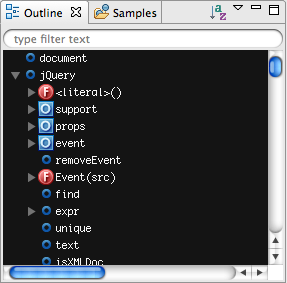 Outline Samples
type filter text
document
jQuery
F <literal>()
O support
O props
O event
removeEvent
F Event(src)
find
expr
unique
text
isXMLDoc